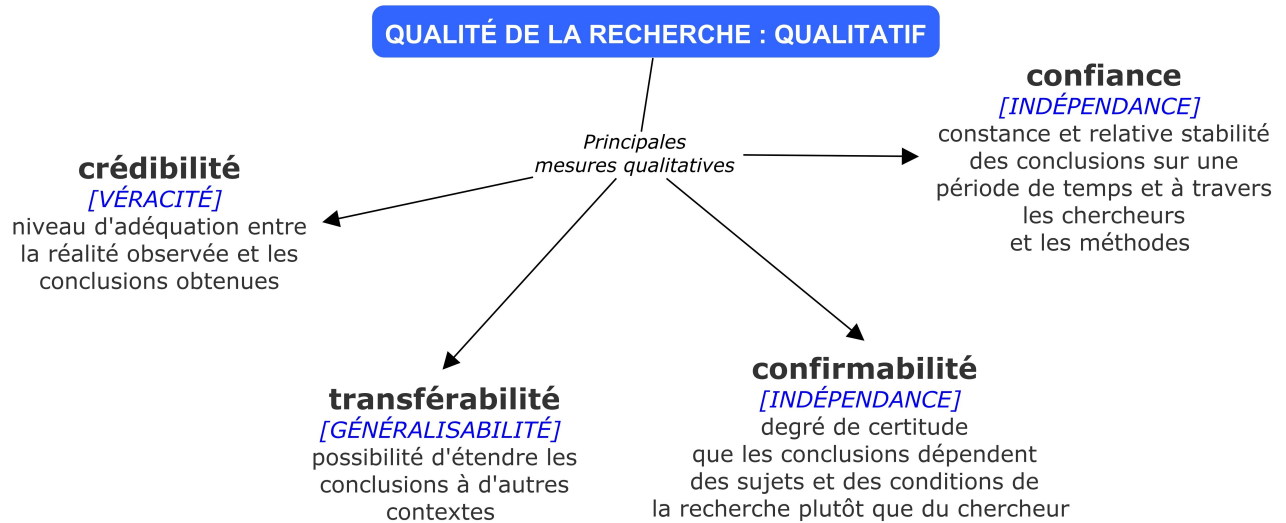 QUALITÉ DE LA RECHERCHE : QUALITATIF
Principales
mesures qualitatives
crédibilité
[VÉRACITÉ]
niveau d'adéquation entre
la réalité observée et les
conclusions obtenues
transférabilité
[GÉNÉRALISABILITÉ]
possibilité d'étendre les
conclusions à d'autres
contextes
confirmabilité
[INDÉPENDANCE]
degré de certitude
que les conclusions dépendent
des sujets et des conditions de
la recherche plutôt que du chercheur
confiance
[INDÉPENDANCE]
constance et relative stabilité
des conclusions sur une
période de temps et à travers
les chercheurs
et les méthodes